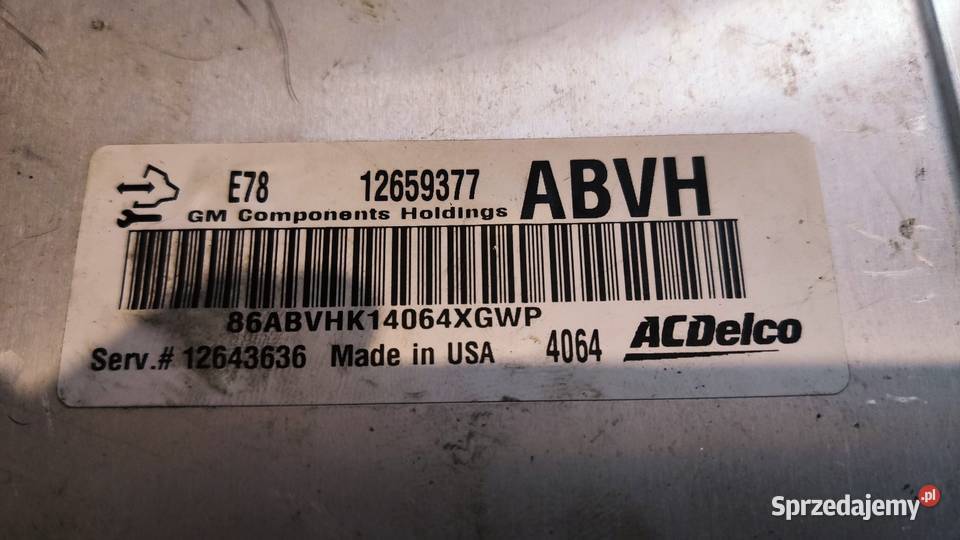 E78 12659377 ABVH
GM Components Holdings
86ABVHK14064XGWP
Serv.# 12643636 Made in USA 4064 ACDelco
Sprzedajemy.pl